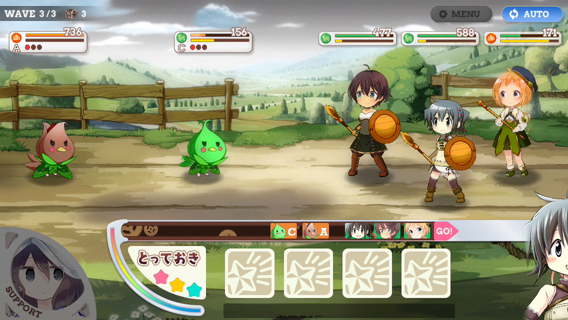 WAVE 3/3 3
MENU
AUTO
736
A
156
C
477
588
171
C A GO!
とっておき
SUPPORT